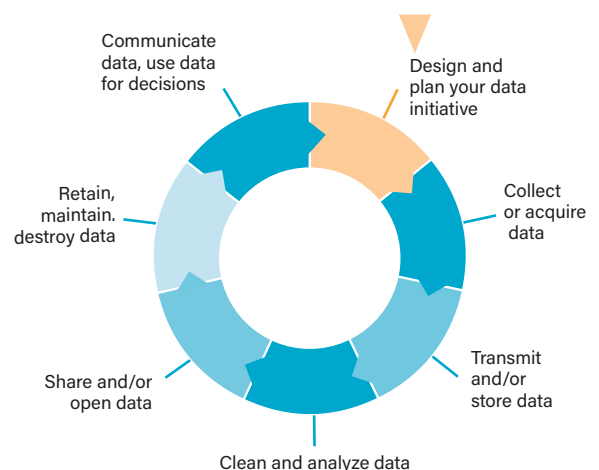 Communicate
data, use data
for decisions
Design and
plan your data
initiative
Collect
or acquire
data
Transmit
and/or
store data
Clean and analyze data
Share and/or
open data
Retain,
maintain.
destroy data